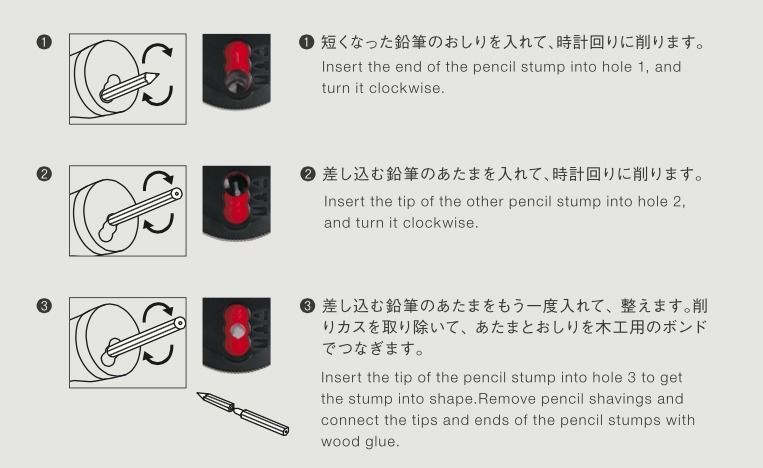 ❶
❶ 短くなった鉛筆のおしりを入れて、時計回りに削ります。
Insert the end of the pencil stump into hole 1, and
turn it clockwise.
❷
❷ 差し込む鉛筆のあたまを入れて、時計回りに削ります。
Insert the tip of the other pencil stump into hole 2,
and turn it clockwise.
❸
❸ 差し込む鉛筆のあたまをもう一度入れて、整えます。削
りカスを取り除いて、あたまとおしりを木工用のボンド
でつなぎます。
Insert the tip of the pencil stump into hole 3 to get
the stump into shape.Remove pencil shavings and
connect the tips and ends of the pencil stumps with
wood glue.